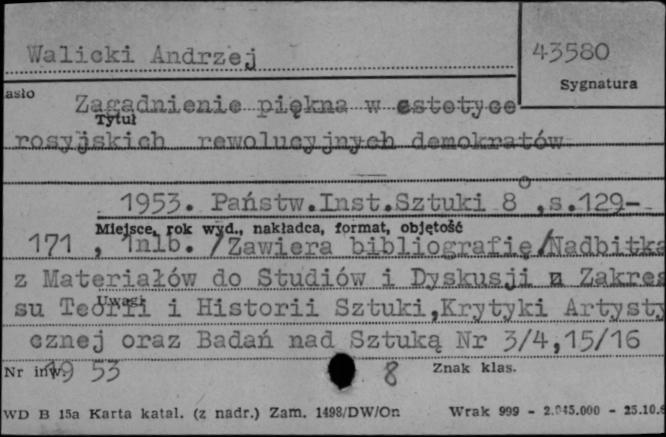 Walicki Andrzej
43580
Sygnatura
asło
Zagadnienie piękna w estetyce
Tytuł
rosyjskich rewolucyjnych demokratów
1953. Państw.Inst.Sztuki 8°,s.129-
Miejsce, rok wyd., nakładca, format, objętość
171 , 1nlb. /Zawiera bibliografię/Nadbitka
z Materiałów do Studiów i Dyskusji z Zakre
su Teorii i Historii Sztuki,Krytyki Artysty
Uwagi
cznej oraz Badań nad Sztuką Nr 3/4,15/16
Nr inw.
19 53
8
Znak klas.
WD B 15a Karta katal. (z nadr.) Zam. 1498/DW/On
Wrak 999 - 2.045.000 - 25.10.